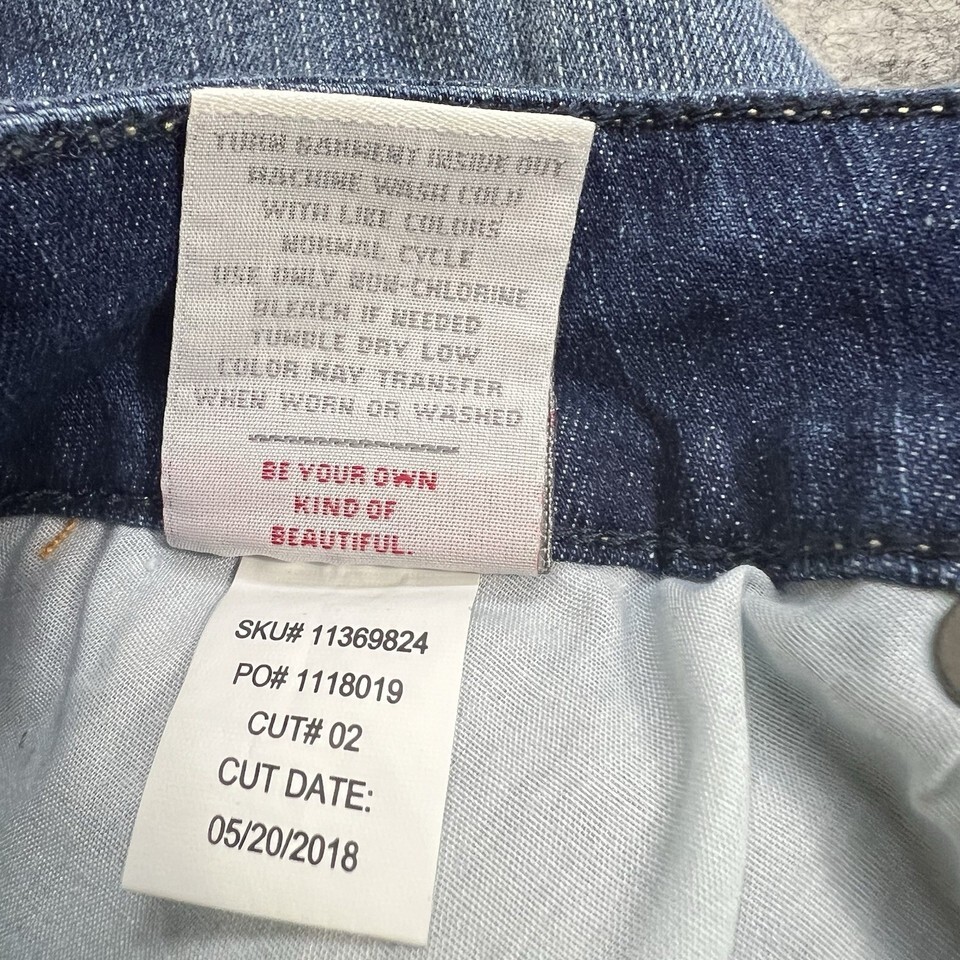 TURN GARMENT INSIDE OUT
MACHINE WASH COLD
WITH LIKE COLORS
NORMAL CYCLE
USE ONLY NON-CHLORINE
BLEACH IF NEEDED
TUMBLE DRY LOW
COLOR MAY TRANSFER
WHEN WORN OR WASHED
BE YOUR OWN
KIND OF
BEAUTIFUL.
SKU# 11369824
PO# 1118019
CUT# 02
CUT DATE:
05/20/2018